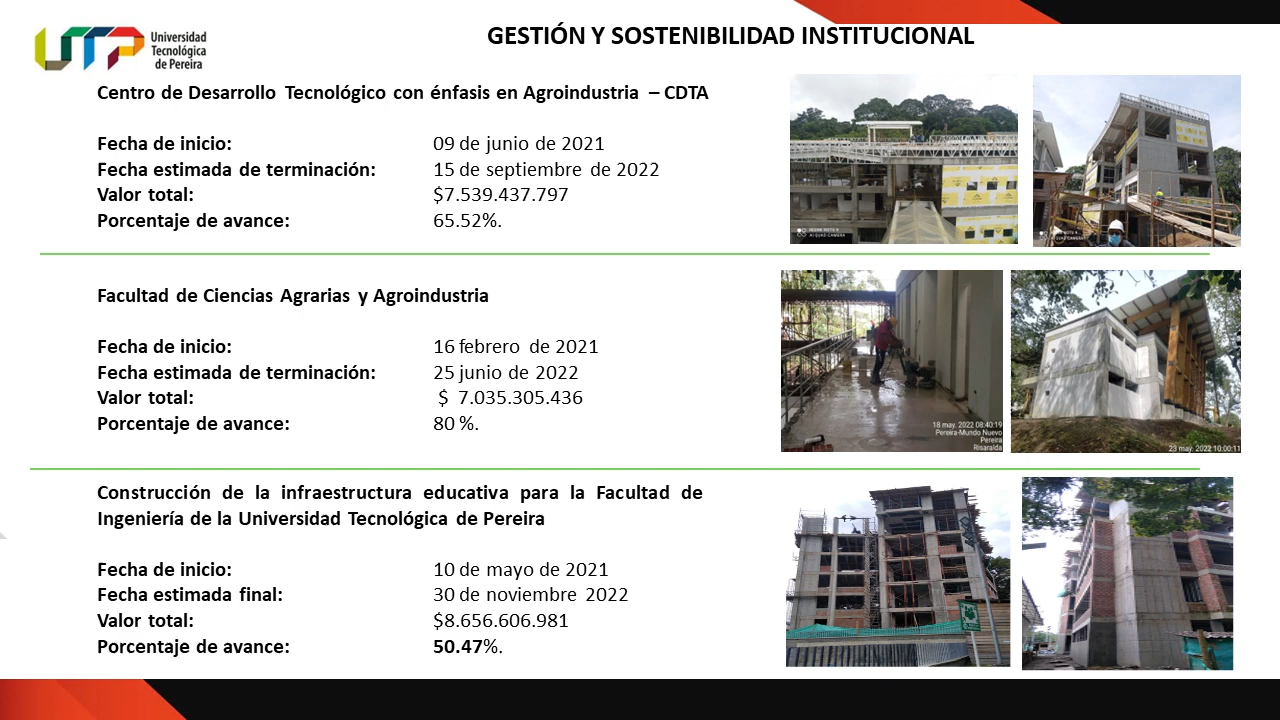 GESTIÓN Y SOSTENIBILIDAD INSTITUCIONAL
UTP Universidad
Tecnológica
de Pereira
Centro de Desarrollo Tecnológico con énfasis en Agroindustria – CDTA
Fecha de inicio: 09 de junio de 2021
Fecha estimada de terminación: 15 de septiembre de 2022
Valor total: $7.539.437.797
Porcentaje de avance: 65.52%.
Facultad de Ciencias Agrarias y Agroindustria
Fecha de inicio: 16 febrero de 2021
Fecha estimada de terminación: 25 junio de 2022
Valor total: $ 7.035.305.436
Porcentaje de avance: 80 %.
18 may. 2022 08:40:19
Pereira-Mundo Nuevo
Pereira
Risaralda
23 may. 2022 10:00:11
Construcción de la infraestructura educativa para la Facultad de
Ingeniería de la Universidad Tecnológica de Pereira
Fecha de inicio: 10 de mayo de 2021
Fecha estimada final: 30 de noviembre 2022
Valor total: $8.656.606.981
Porcentaje de avance: 50.47%.